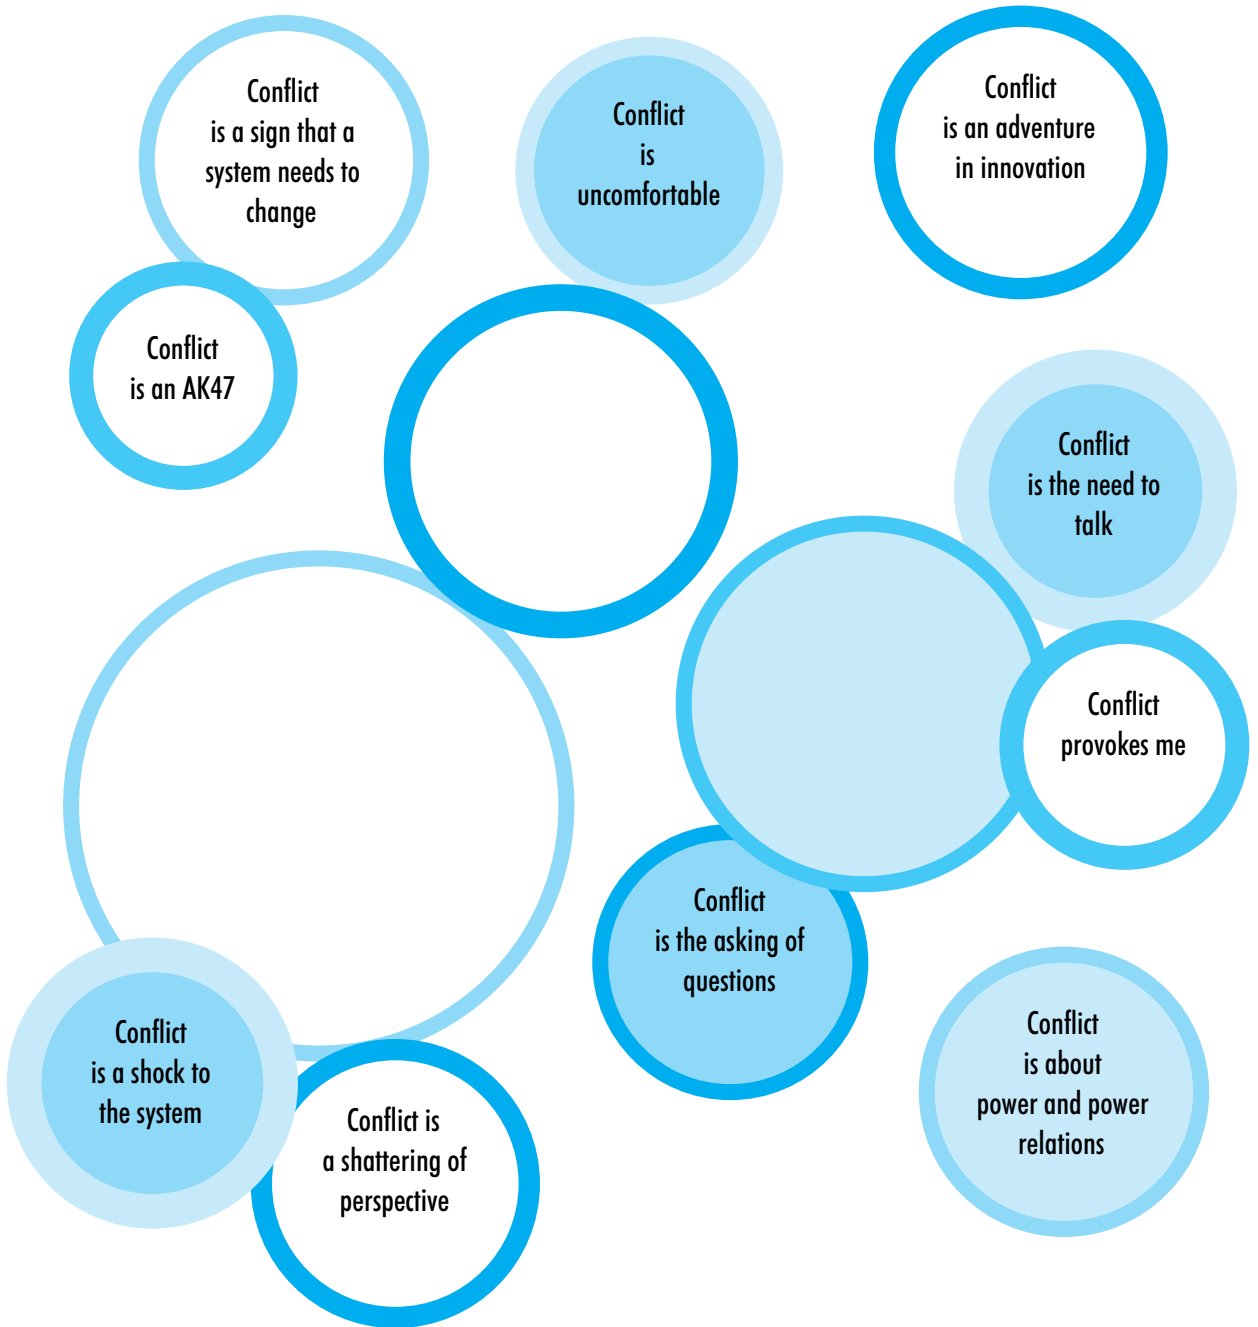 Conflict
is a sign that a
system needs to
change
Conflict
is
uncomfortable
Conflict
is an adventure
in innovation
Conflict
is an AK47
Conflict
is the need to
talk
Conflict
provokes me
Conflict
is the asking of
questions
Conflict
is a shock to
the system
Conflict is
a shattering of
perspective
Conflict
is about
power and power
relations